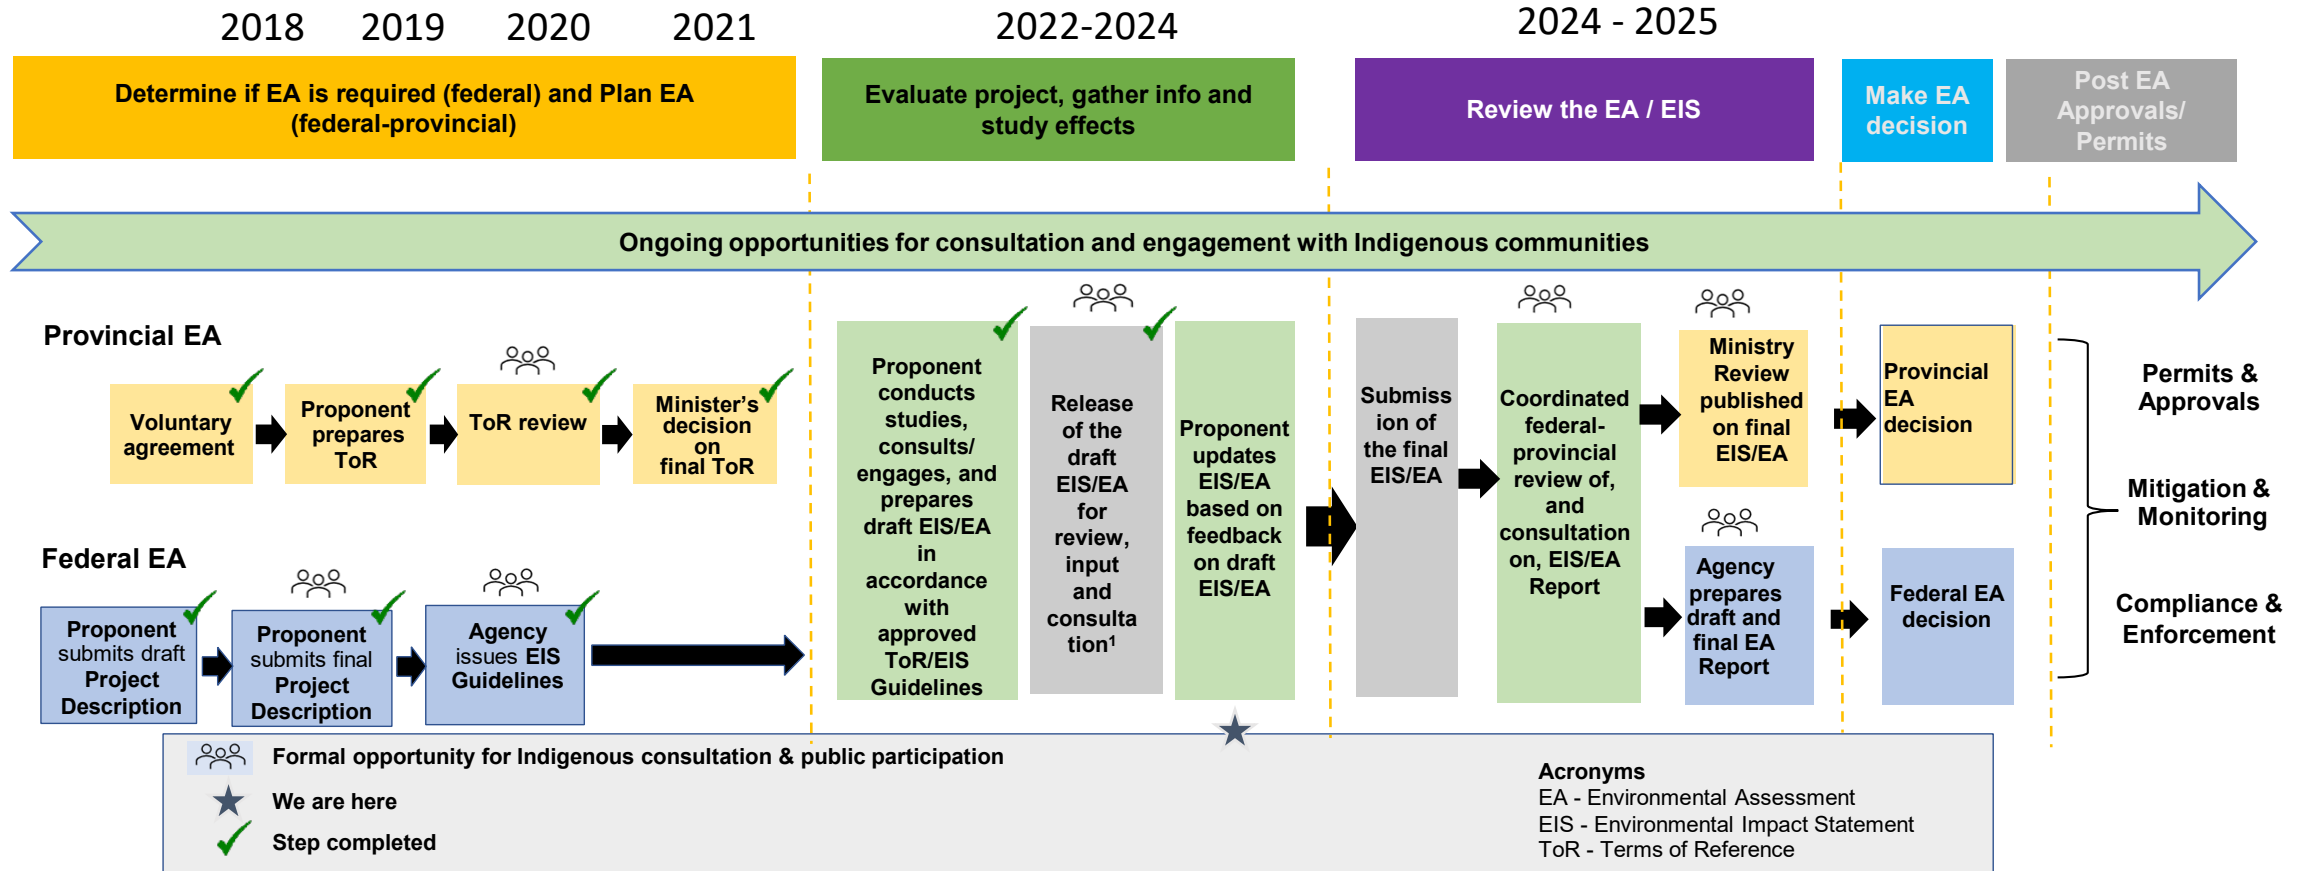 2018 2019 2020 2021 2022-2024 2024 - 2025
Determine if EA is required (federal) and Plan EA
(federal-provincial)
Evaluate project, gather info and
study effects
Review the EA / EIS
Make EA
decision
Post EA
Approvals/
Permits
Ongoing opportunities for consultation and engagement with Indigenous communities
Provincial EA
Voluntary
agreement
Proponent
prepares
ToR
ToR review
Minister's
decision
on
final ToR
Federal EA
Proponent
submits draft
Project
Description
Proponent
submits final
Project
Description
Agency
issues EIS
Guidelines
Proponent
conducts
studies,
consults/
engages, and
prepares
draft EIS/EA
in
accordance
with
approved
ToR/EIS
Guidelines
Release
of the
draft
EIS/EA
for
review,
input
and
consulta
tion¹
Proponent
updates
EIS/EA
based on
feedback
on draft
EIS/EA
Submiss
ion of
the final
EIS/EA
Coordinated
federal-
provincial
review of,
and
consultation
on, EIS/EA
Report
Ministry
Review
published
on final
EIS/EA
Agency
prepares
draft and
final EA
Report
Provincial
EA
decision
Federal EA
decision
Permits &
Approvals
Mitigation &
Monitoring
Compliance &
Enforcement
Formal opportunity for Indigenous consultation & public participation
We are here
Step completed
Acronyms
EA - Environmental Assessment
EIS - Environmental Impact Statement
ToR - Terms of Reference